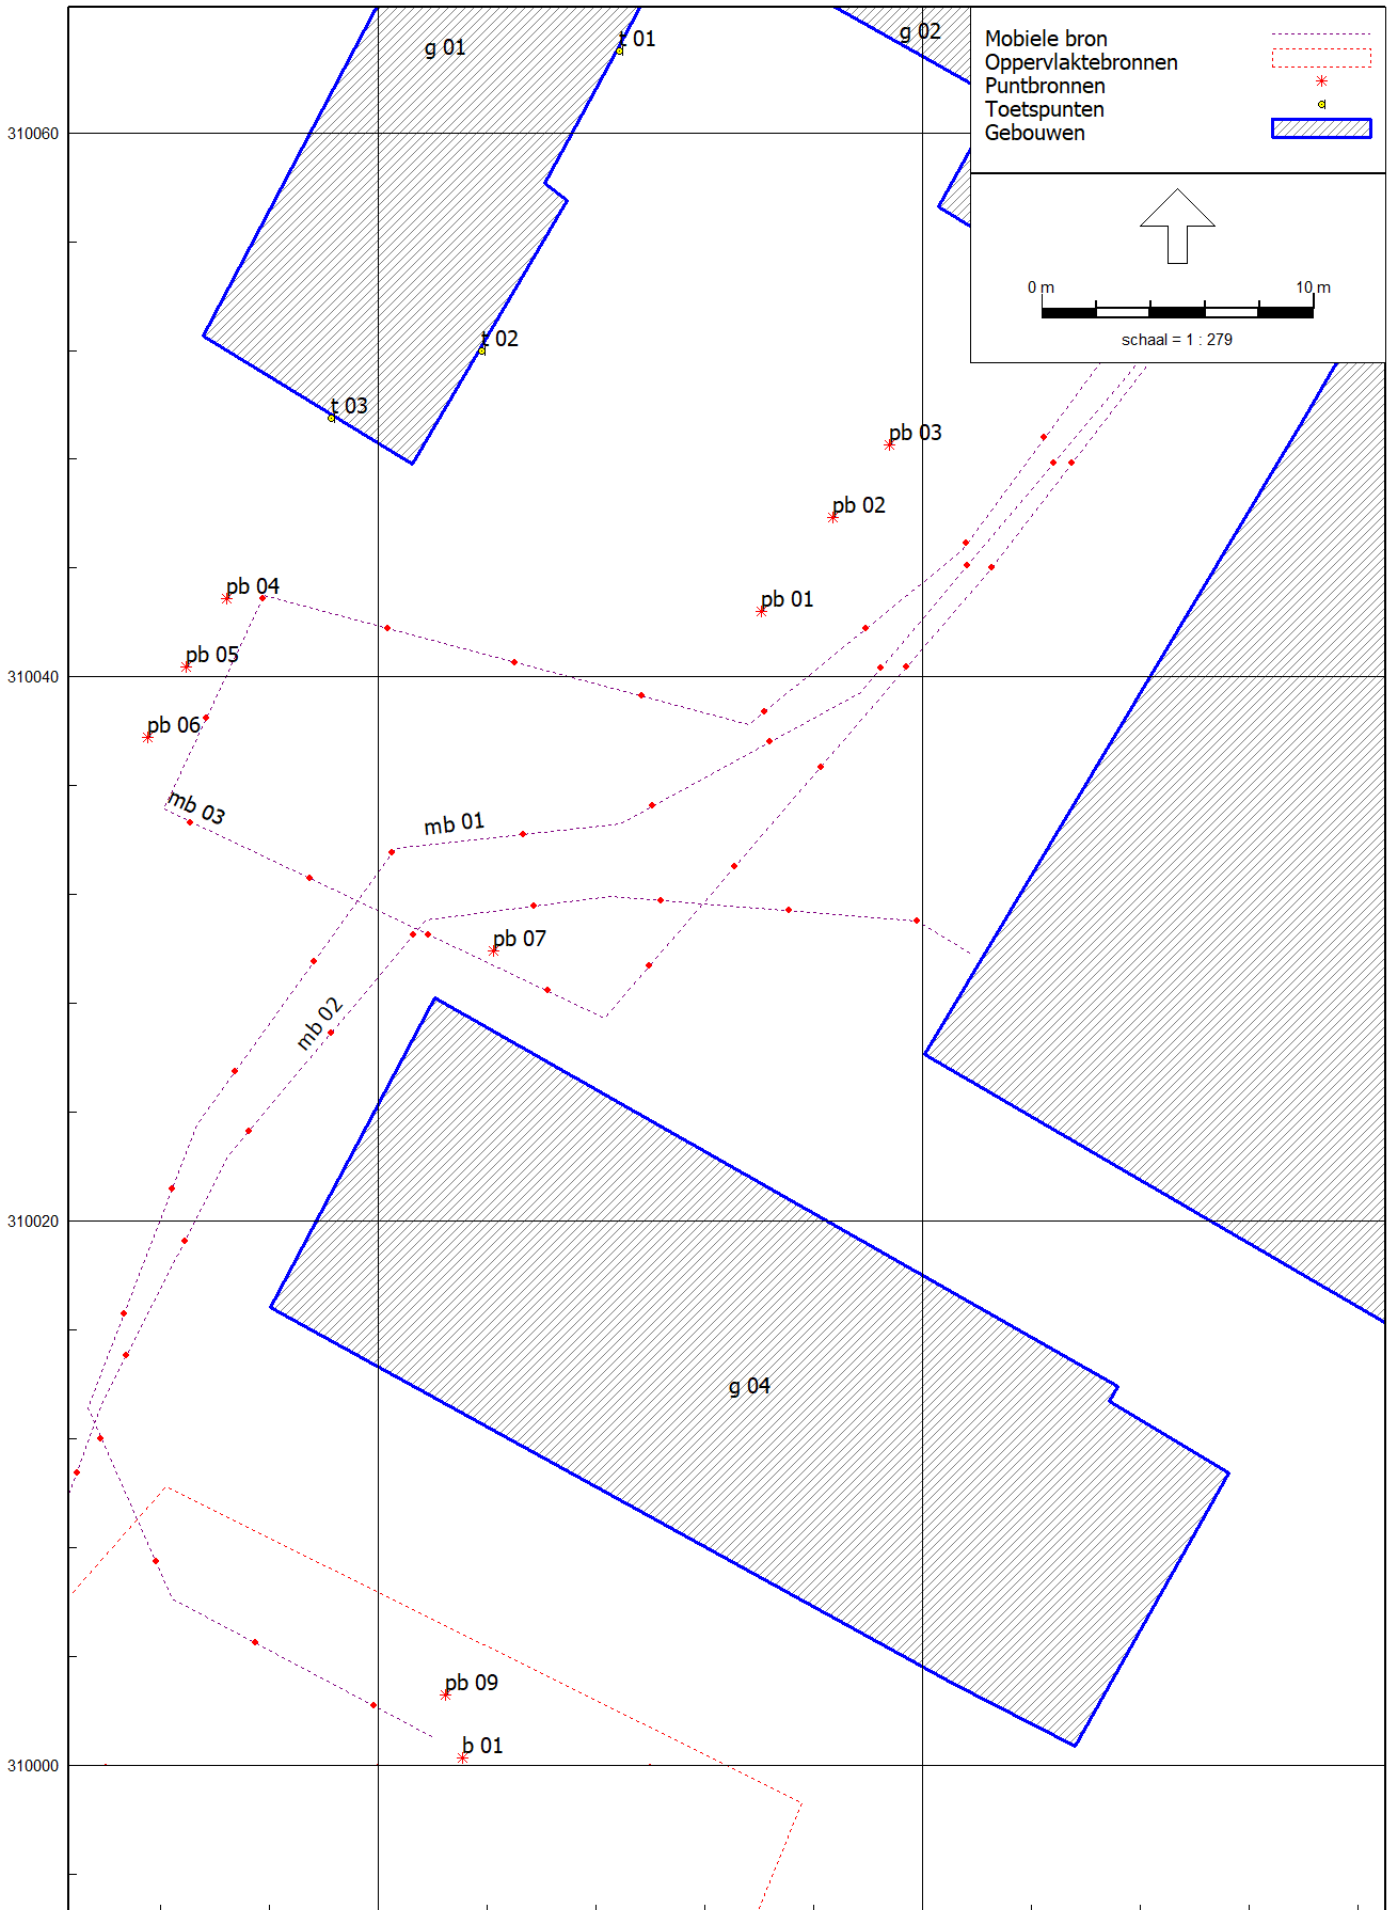 g 01
t 01
g 02
Mobiele bron
Oppervlaktebronnen
Puntbronnen
Toetspunten
Gebouwen
310060
0 m
10 m
schaal = 1 : 279
t 02
t 03
pb 03
pb 02
pb 04
pb 01
pb 05
310040
pb 06
mb 03
mb 01
pb 07
mb 02
310020
g 04
pb 09
b 01
310000